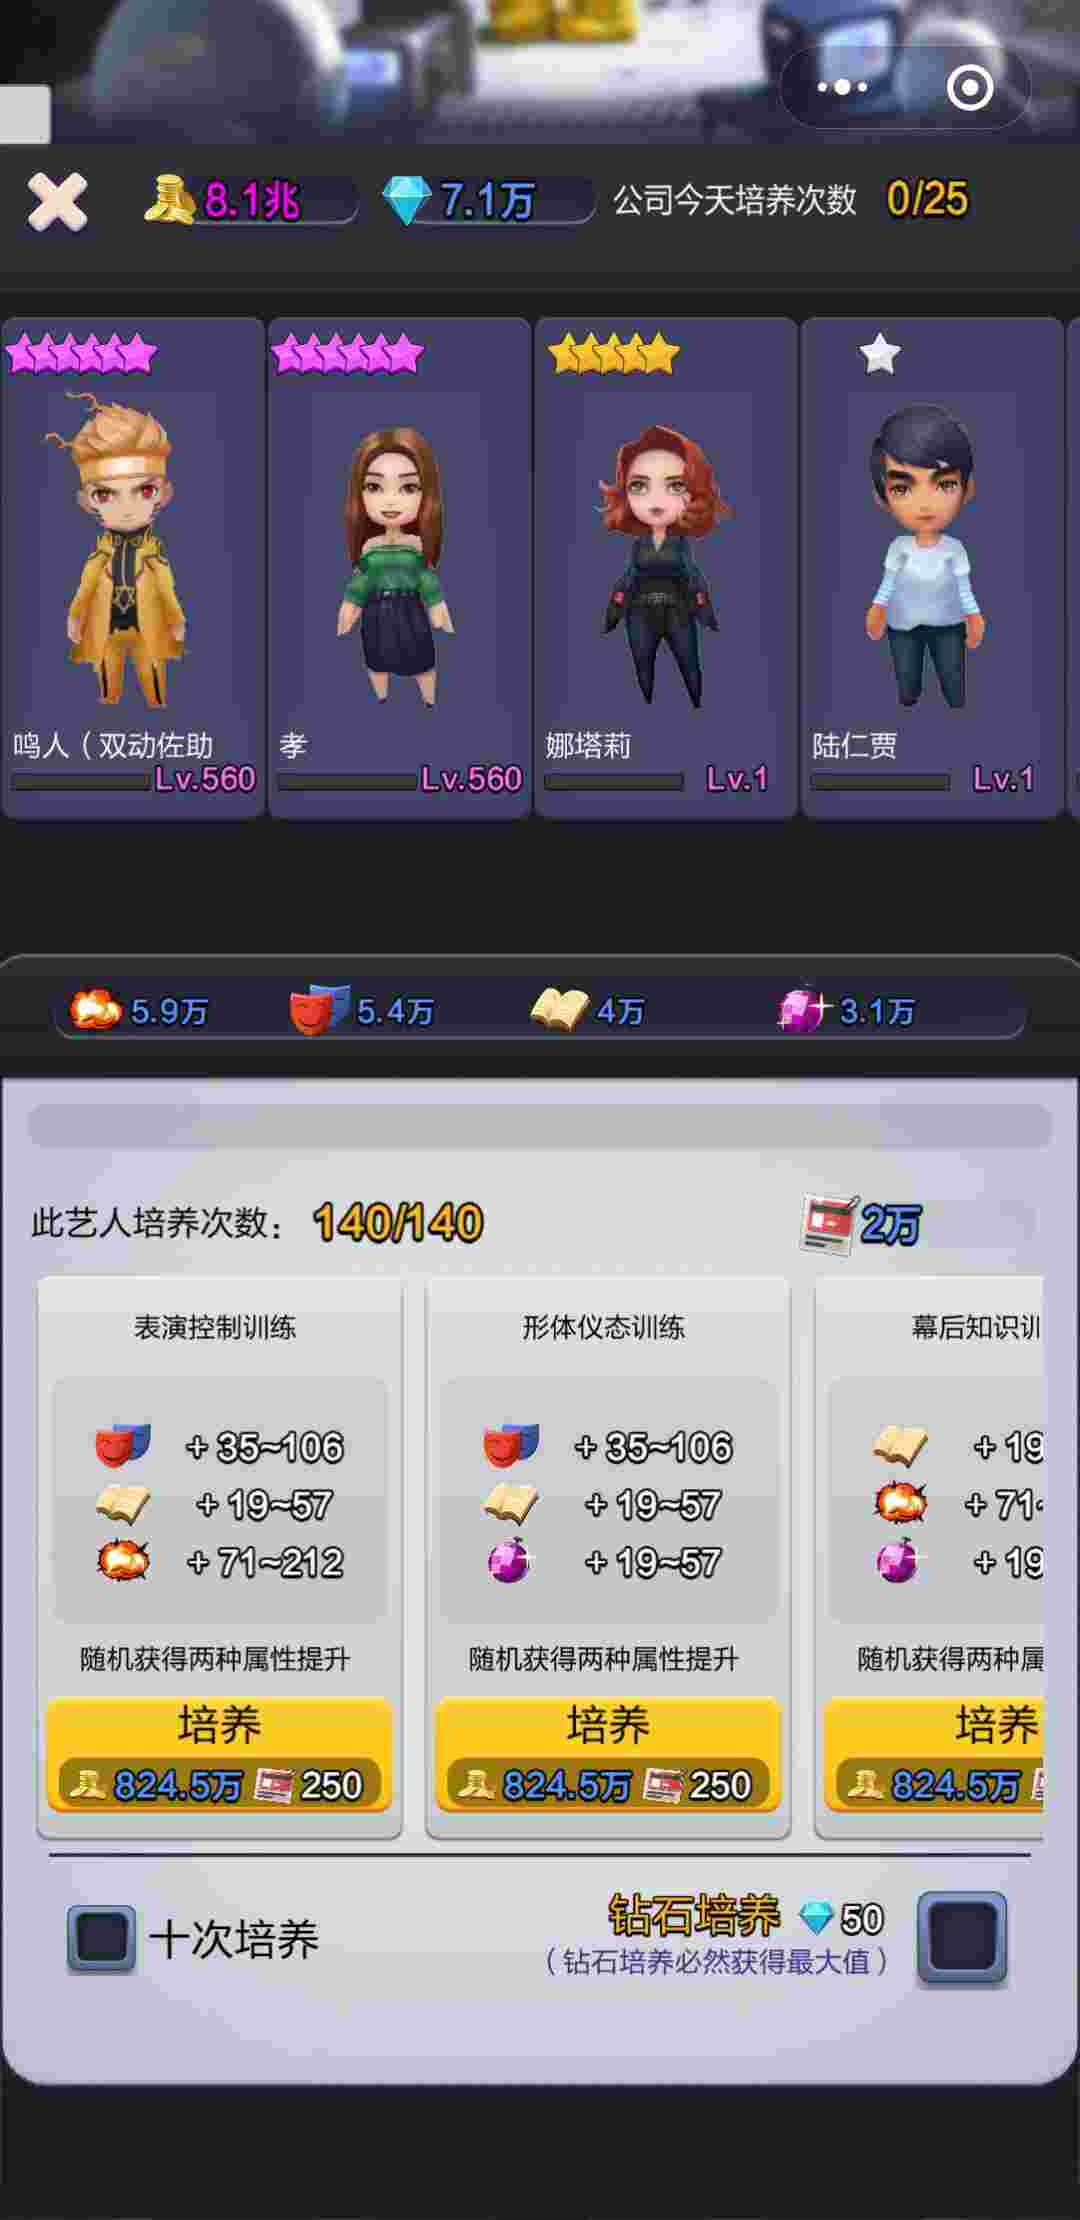 8.1兆 7.1万 公司今天培养次数 0/25
鸣人（双动佐助 孝 娜塔莉 陆仁贾
Lv.560 Lv.560 Lv.1 Lv.1
5.9万 5.4万 4万 3.1万
此艺人培养次数： 140/140 2万
表演控制训练 形体仪态训练 幕后知识训
+ 35~106 + 35~106 + 19
+ 19~57 + 19~57 + 71~
+ 71~212 + 19~57 + 19
随机获得两种属性提升 随机获得两种属性提升 随机获得两种属
培养 培养 培养
824.5万 250 824.5万 250 824.5万
十次培养 钻石培养 50
（钻石培养必然获得最大值）